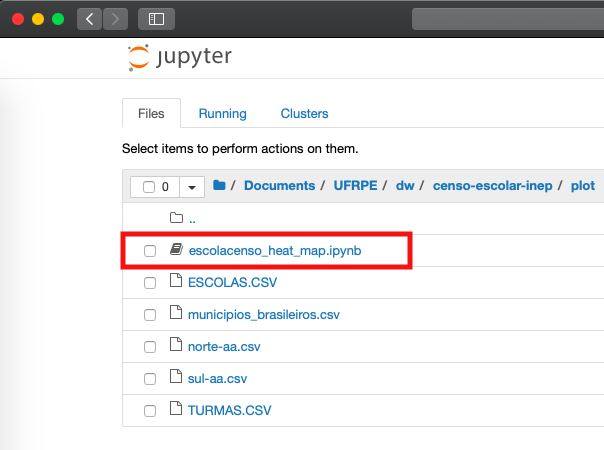 jupyter
Files Running Clusters
Select items to perform actions on them.
0 / Documents / UFRPE / dw / censo-escolar-inep / plot
..
escolacenso_heat_map.ipynb
ESCOLAS.CSV
municipios_brasileiros.csv
norte-aa.csv
sul-aa.csv
TURMAS.CSV